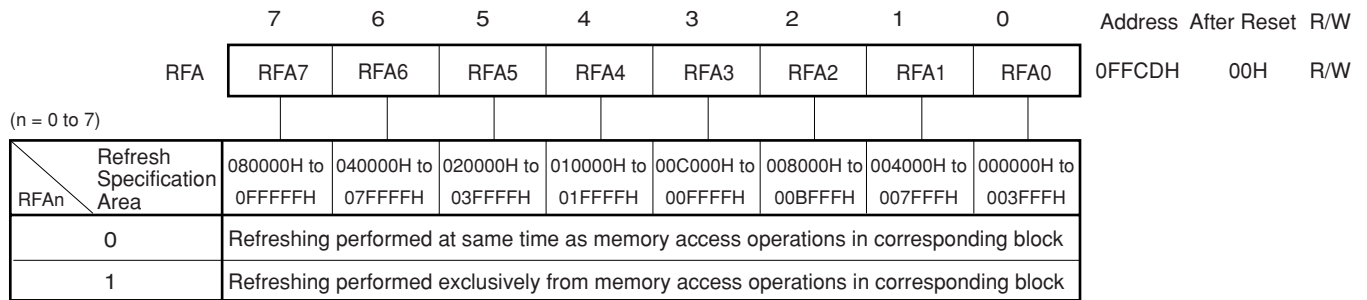 7 6 5 4 3 2 1 0 Address After Reset R/W
RFA RFA7 RFA6 RFA5 RFA4 RFA3 RFA2 RFA1 RFA0 0FFCDH 00H R/W
(n = 0 to 7)
RFAn Refresh Specification Area
080000H to 040000H to 020000H to 010000H to 00C000H to 008000H to 004000H to 000000H to
0FFFFFH 07FFFFH 03FFFFH 01FFFFH 00FFFFH 00BFFFH 007FFFH 003FFFH
0 Refreshing performed at same time as memory access operations in corresponding block
1 Refreshing performed exclusively from memory access operations in corresponding block